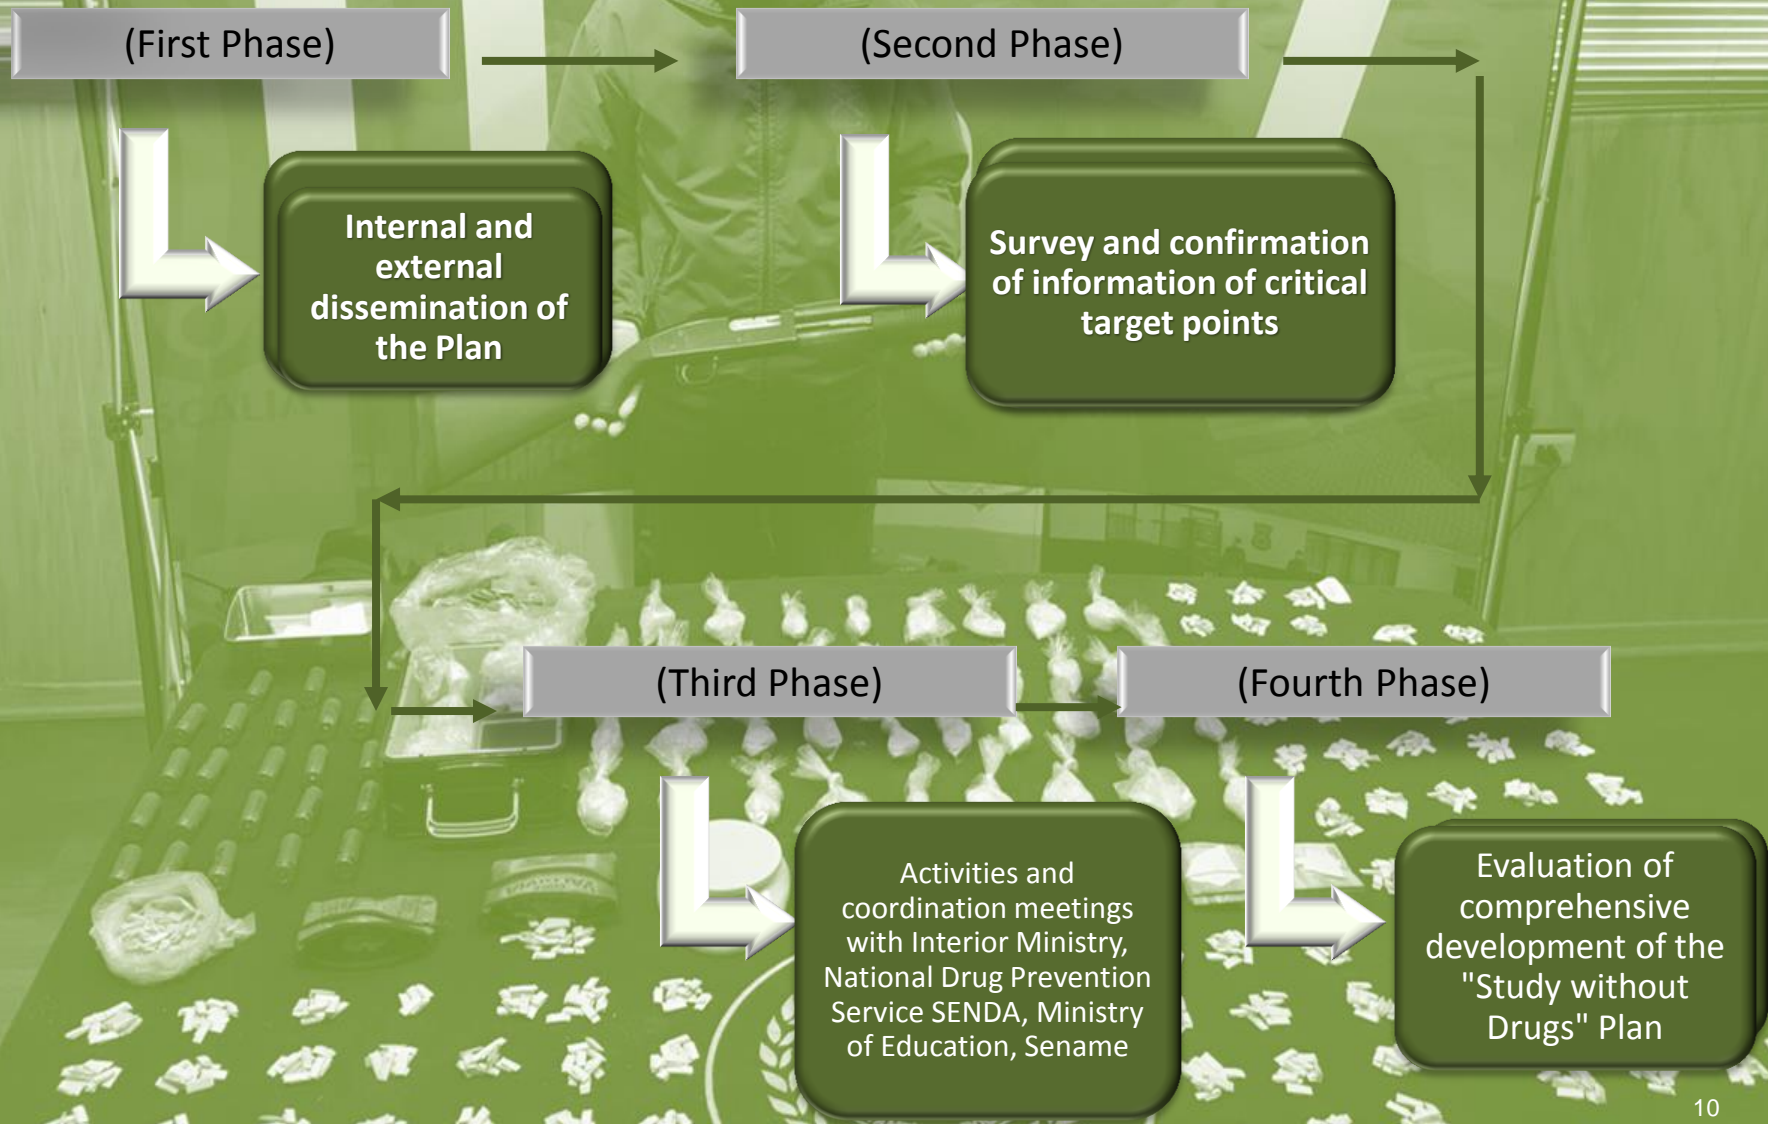 (First Phase)
(Second Phase)
Internal and
external
dissemination of
the Plan
Survey and confirmation
of information of critical
target points
(Third Phase)
(Fourth Phase)
Activities and
coordination meetings
with Interior Ministry,
National Drug Prevention
Service SENDA, Ministry
of Education, Sename
Evaluation of
comprehensive
development of the
"Study without
Drugs" Plan
10